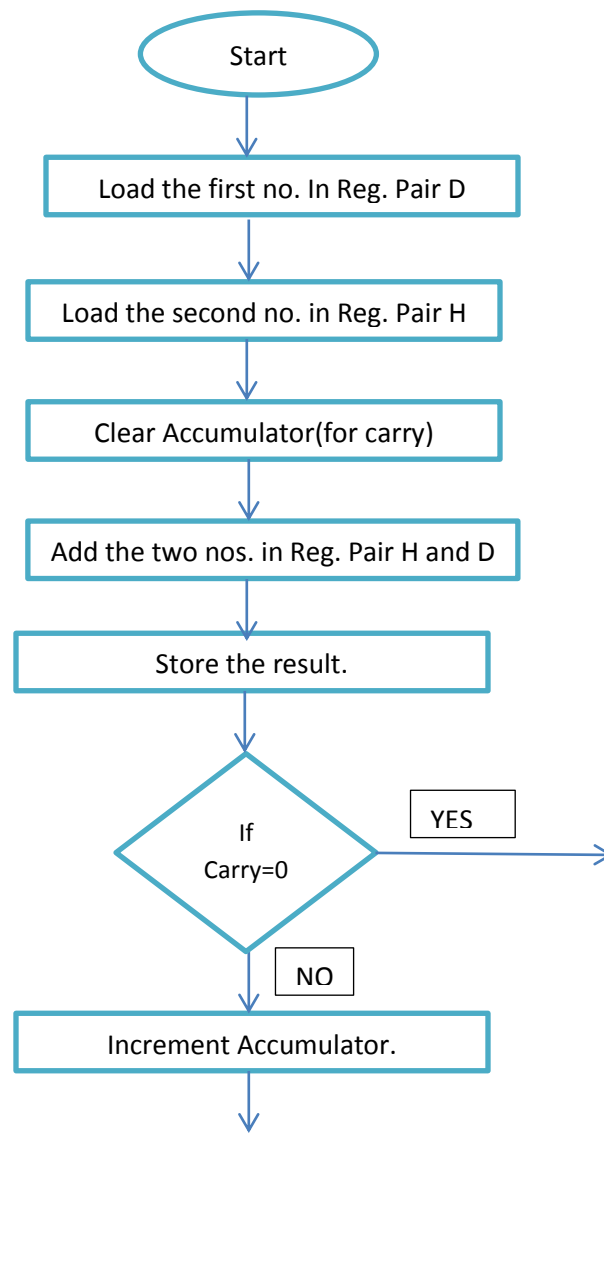 Start
Load the first no. In Reg. Pair D
Load the second no. in Reg. Pair H
Clear Accumulator(for carry)
Add the two nos. in Reg. Pair H and D
Store the result.
If
Carry=0
YES
NO
Increment Accumulator.